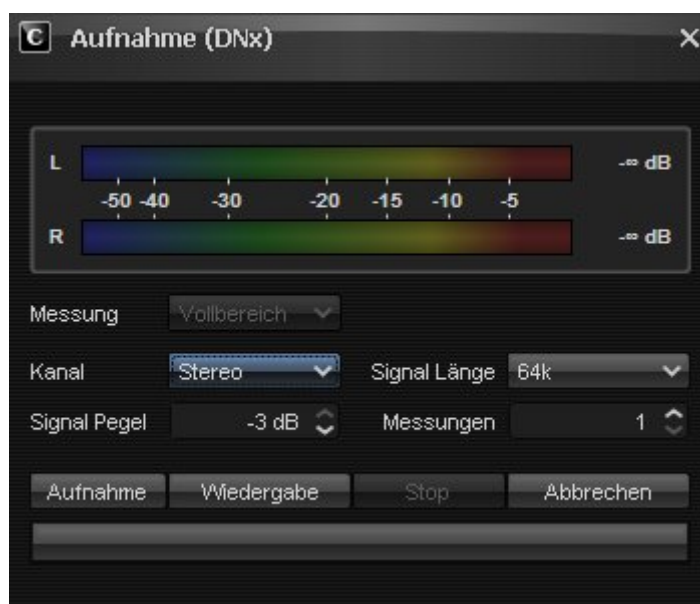 C Aufnahme (DNx)
L -∞ dB
-50 -40 -30 -20 -15 -10 -5
R -∞ dB
Messung Vollbereich
Kanal Stereo Signal Länge 64k
Signal Pegel -3 dB Messungen 1
Aufnahme Wiedergabe Stop Abbrechen